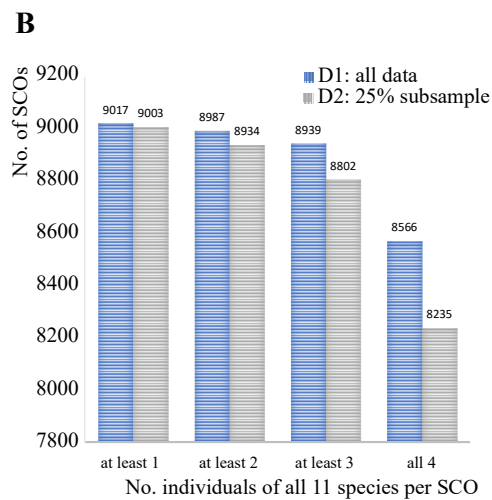 B
No. of SCOs
9200
9000
8800
8600
8400
8200
8000
7800
D1: all data
D2: 25% subsample
9017
9003
8987
8934
8939
8802
8566
8235
at least 1
at least 2
at least 3
all 4
No. individuals of all 11 species per SCO